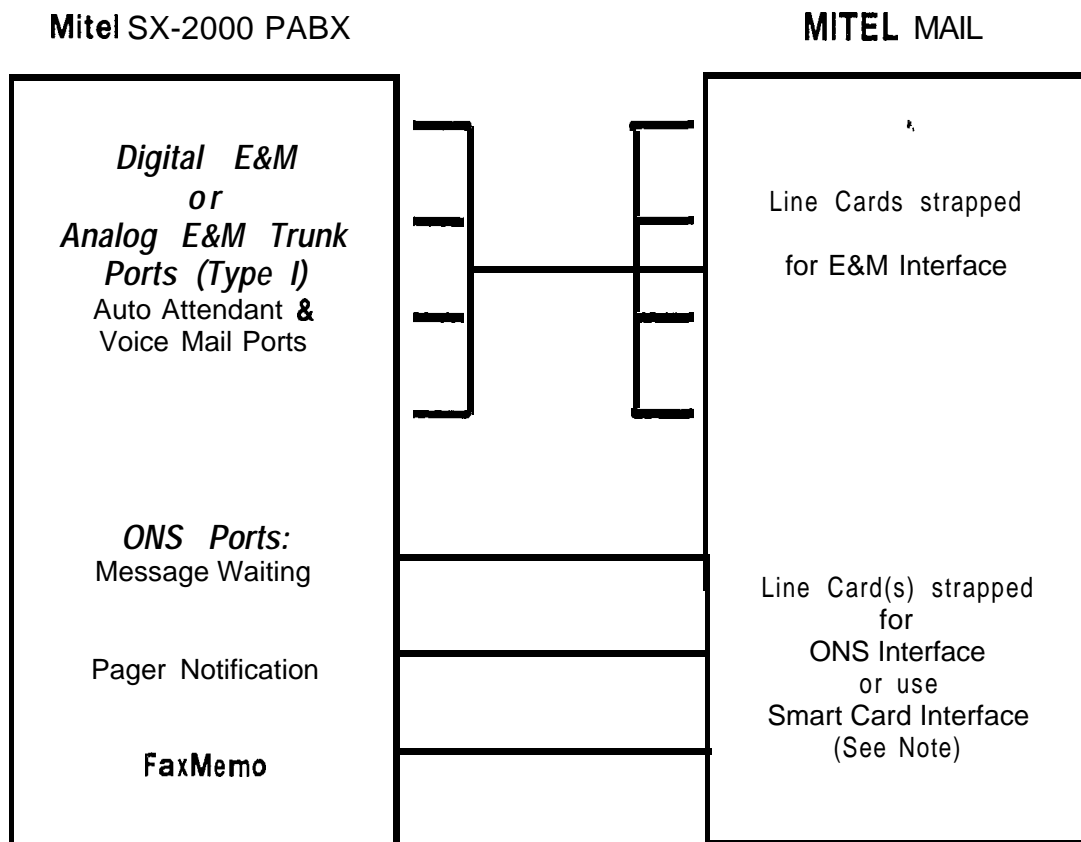 Mitel SX-2000 PABX
MITEL MAIL
Digital E&M
or
Analog E&M Trunk
Ports (Type I)
Auto Attendant &
Voice Mail Ports
Line Cards strapped
for E&M Interface
ONS Ports:
Message Waiting
Pager Notification
FaxMemo
Line Card(s) strapped
for
ONS Interface
or use
Smart Card Interface
(See Note)